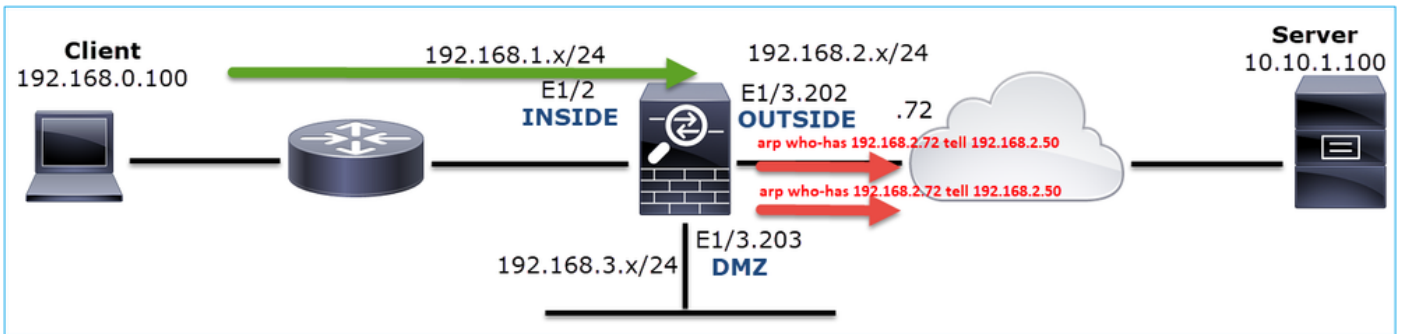 Client
192.168.0.100
192.168.1.x/24
E1/2
INSIDE
192.168.2.x/24
E1/3.202
OUTSIDE
.72
arp who-has 192.168.2.72 tell 192.168.2.50
arp who-has 192.168.2.72 tell 192.168.2.50
Server
10.10.1.100
E1/3.203
DMZ
192.168.3.x/24